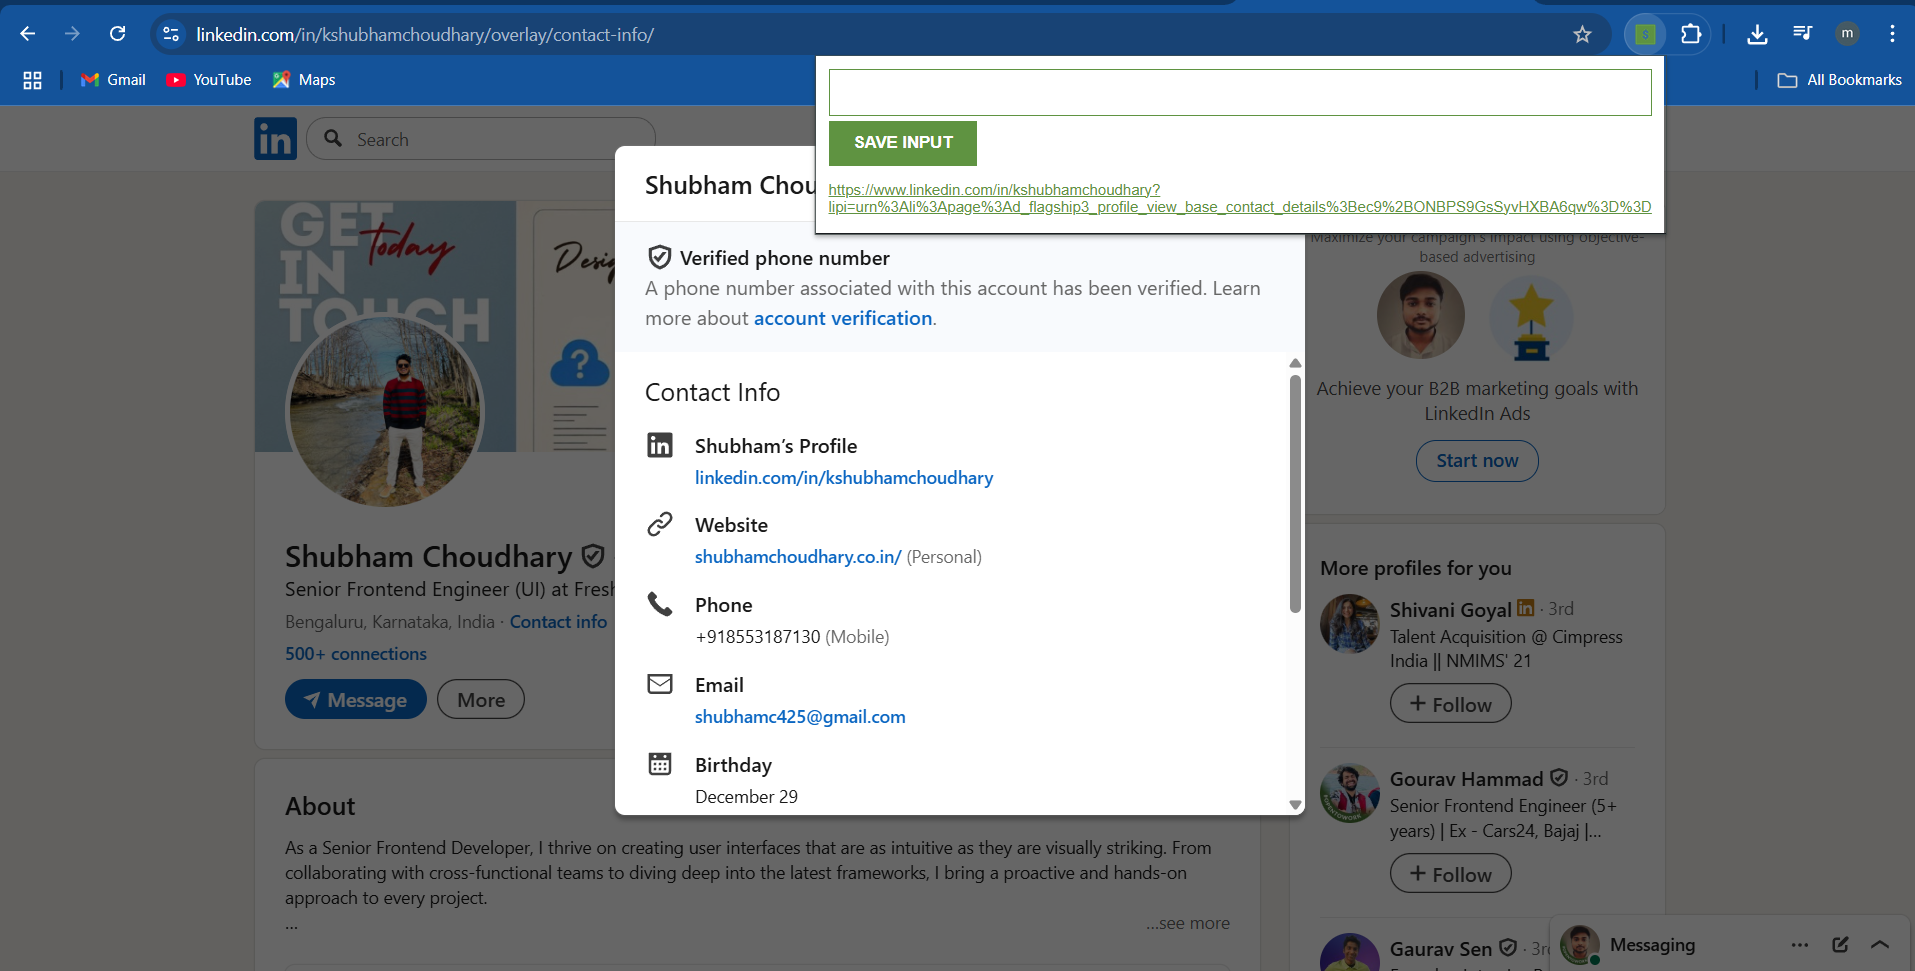 linkedin.com/in/kshubhamchoudhary/overlay/contact-info/
$
m
Gmail
YouTube
Maps
All Bookmarks
SAVE INPUT
https://www.linkedin.com/in/kshubhamchoudhary?
lipi=urn%3Ali%3Apage%3Ad_flagship3_profile_view_base_contact_details%3Bec9%2BONBPS9GsSyvHXBA6qw%3D%3D
in
Search
GET
IN
TOUCH
today
Shubham Choudhary
Senior Frontend Engineer (UI) at Fresh
Bengaluru, Karnataka, India · Contact info
500+ connections
Message
More
About
As a Senior Frontend Developer, I thrive on creating user interfaces that are as intuitive as they are visually striking. From
collaborating with cross-functional teams to diving deep into the latest frameworks, I bring a proactive and hands-on
approach to every project.
...
...see more
Shubham Chou
Verified phone number
A phone number associated with this account has been verified. Learn
more about account verification.
Contact Info
Shubham’s Profile
linkedin.com/in/kshubhamchoudhary
Website
shubhamchoudhary.co.in/ (Personal)
Phone
+918553187130 (Mobile)
Email
shubhamc425@gmail.com
Birthday
December 29
Maximize your campaign's impact using objective-
based advertising
Achieve your B2B marketing goals with
LinkedIn Ads
Start now
More profiles for you
Shivani Goyal in · 3rd
Talent Acquisition @ Cimpress
India || NMIMS' 21
+ Follow
Gourav Hammad · 3rd
Senior Frontend Engineer (5+
years) | Ex - Cars24, Bajaj |...
+ Follow
Gaurav Sen
Messaging